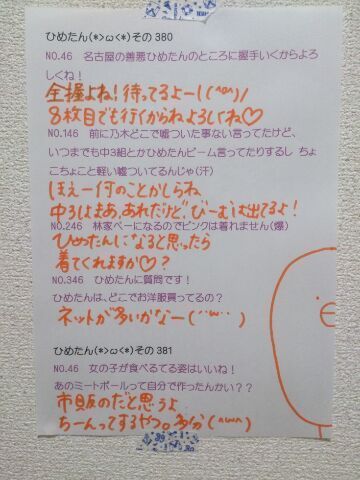 ひめたん(*>ω<*)その380
NO.46 名古屋の善悪ひめたんのところに握手いくからよろ
しくね！
全握よね！待ってるよー！(^o^)/
8枚目でも行くからねよろしくね♡
NO.146 前に乃木どこで嘘ついた事ない言ってたけど、
いつまでも中3組とかひめたんビーム言ってたりするし ちょ
こちょこと軽い嘘ついてるんじゃ(汗)
ほえー何のことかしらね
中3しはまあ、あれだけど、びーむは出てるよ！
NO.246 林家ペーになるのでピンクは着れません(爆)
ひめたんになると思ったら
着てくれますか♡？
NO.346 ひめたんに質問です！
ひめたんは、どこでお洋服買ってるの？
ネットが多いかなー(¨w¨)
ひめたん(*>ω<*)その381
NO.46 女の子が食べるてる姿はいいね！
あのミートボールって自分で作ったんかい？？
市販のだと思うよ
ちーんってするやつ。多分(^ω^)